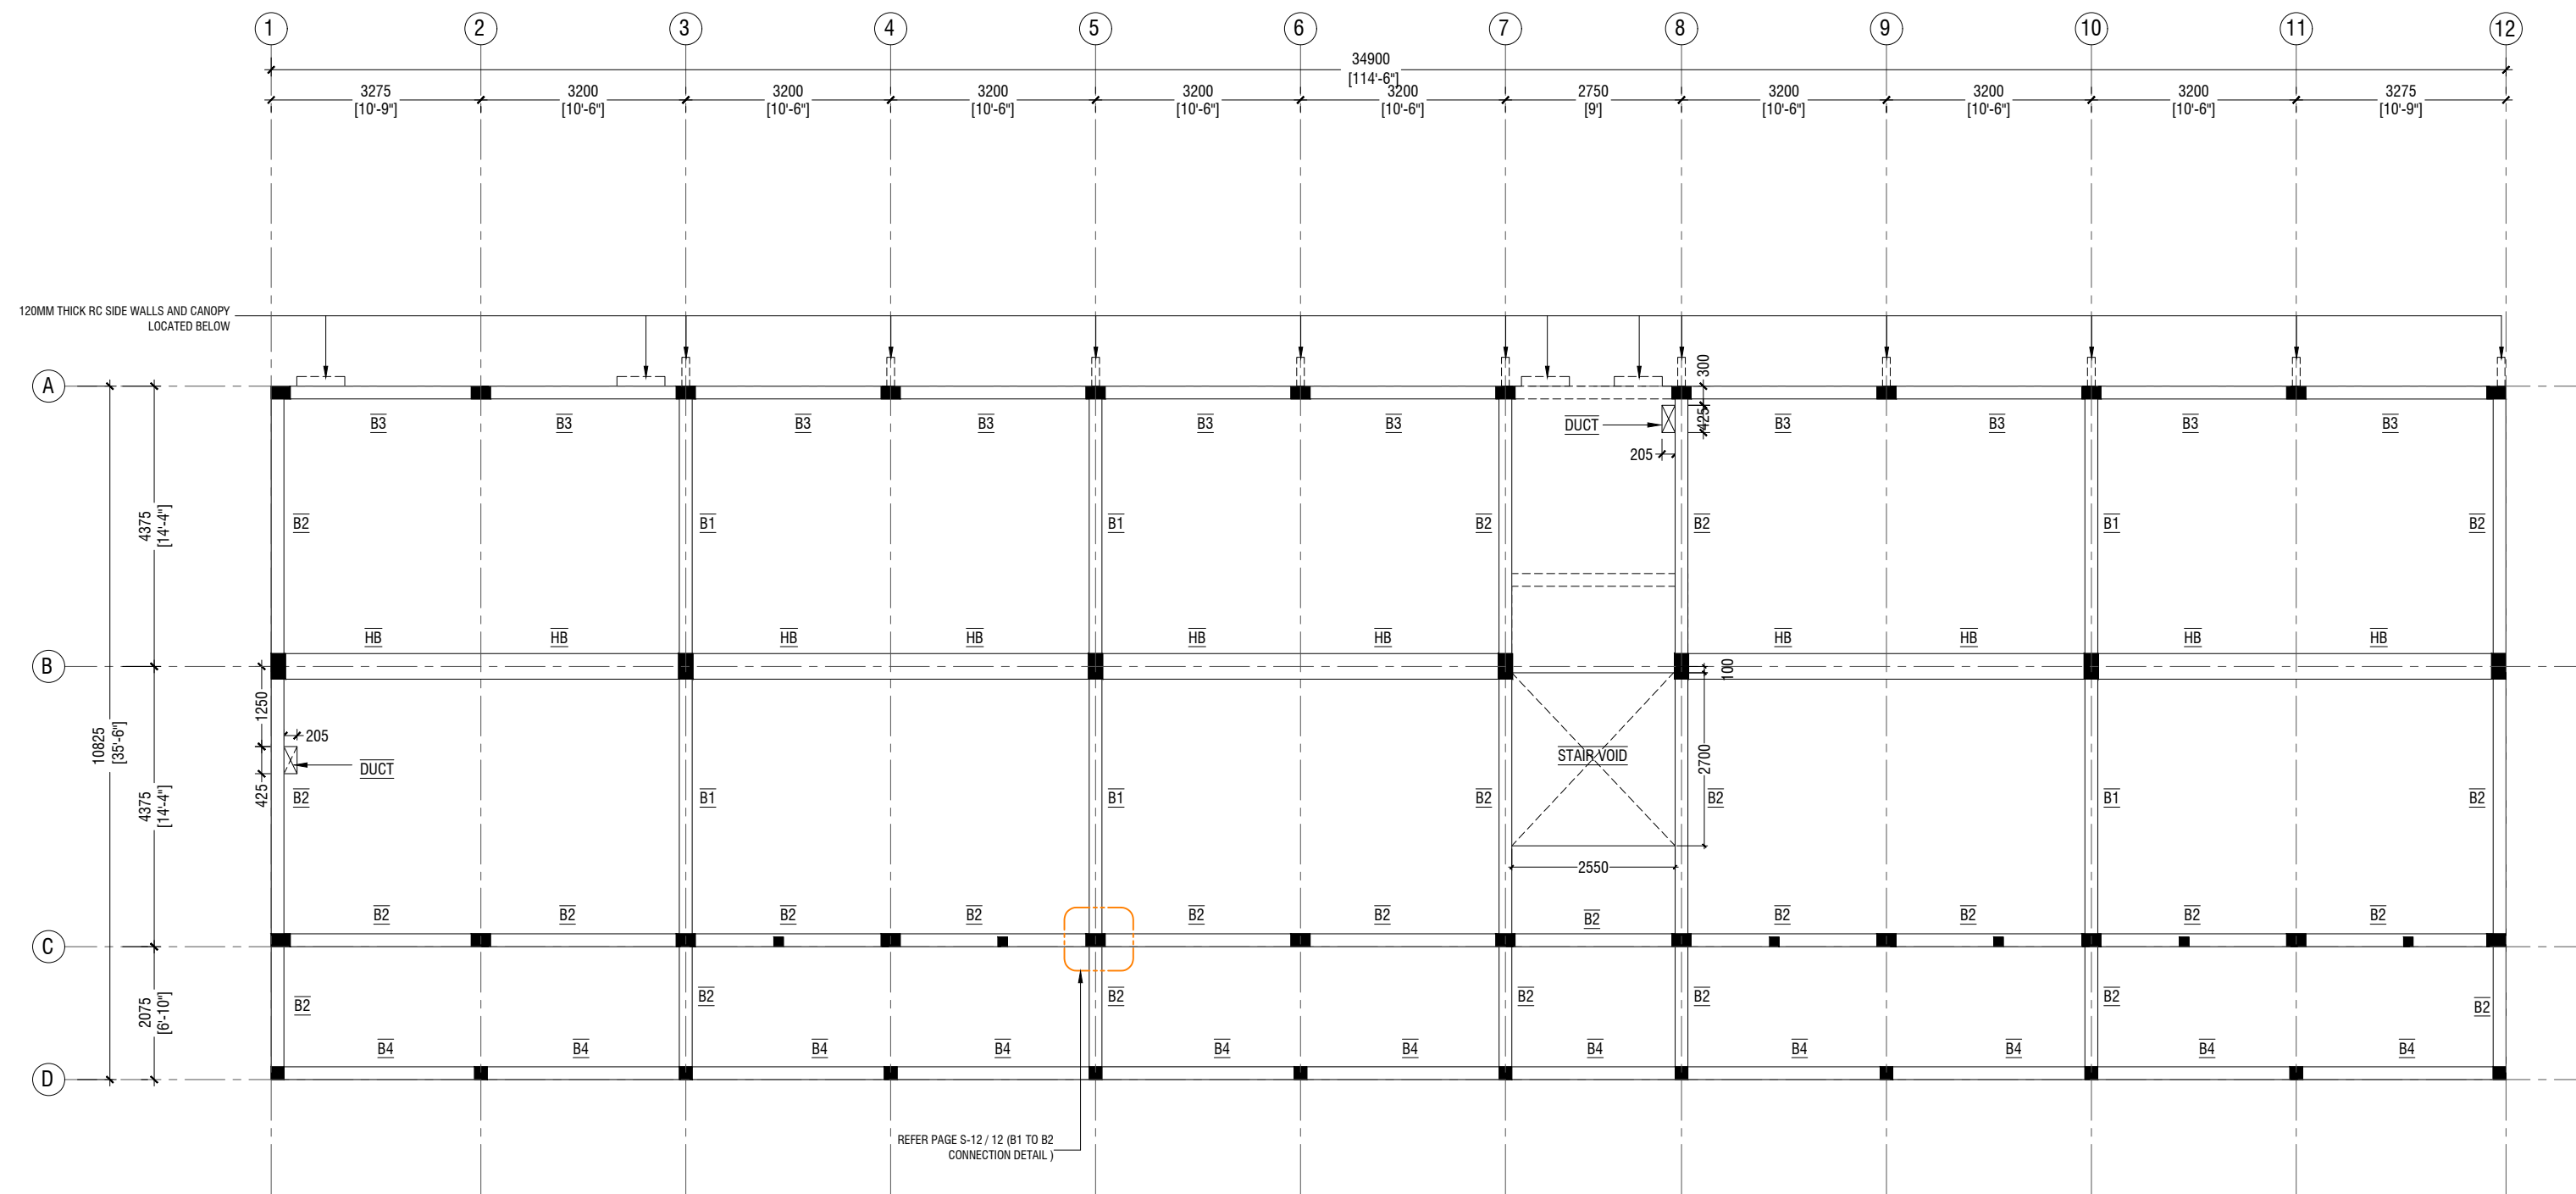 1 2 3 4 5 6 7 8 9 10 11 12
34900
[114'-6"]
3275 3200 3200 3200 3200 3200 2750 3200 3200 3200 3275
[10'-9"] [10'-6"] [10'-6"] [10'-6"] [10'-6"] [10'-6"] [9'] [10'-6"] [10'-6"] [10'-6"] [10'-9"]
120MM THICK RC SIDE WALLS AND CANOPY
LOCATED BELOW
A
300
B3 B3 B3 B3 B3 B3 DUCT 425 B3 B3 B3 B3
205
4375
[14'-4"]
B2 B1 B1 B2 B2 B1 B2
HB HB HB HB HB HB HB HB HB HB
B
100
1250
205
10825
[35'-6"]
DUCT
STAIR VOID
2700
425
4375
[14'-4"]
B2 B1 B1 B2 B2 B1 B2
2550
B2 B2 B2 B2 B2 B2 B2 B2 B2 B2 B2
C
2075
[6'-10"]
B2 B2 B2 B2 B2 B2 B2
B4 B4 B4 B4 B4 B4 B4 B4 B4 B4 B4
D
REFER PAGE S-12 / 12 (B1 TO B2
CONNECTION DETAIL )